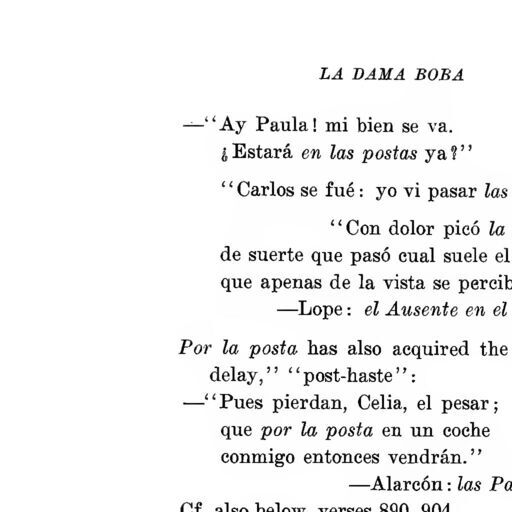 LA DAMA BOBA
—“Ay Paula! mi bien se va.
¿Estará en las postas ya?”
“Carlos se fué: yo vi pasar las
“Con dolor picó la
de suerte que pasó cual suele el
que apenas de la vista se percib
—Lope: el Ausente en el
Por la posta has also acquired the
delay,” “post-haste”:
—“Pues pierdan, Celia, el pesar;
que por la posta en un coche
conmigo entonces vendrán.”
—Alarcón: las Pa
Cf. also below, verses 890, 904